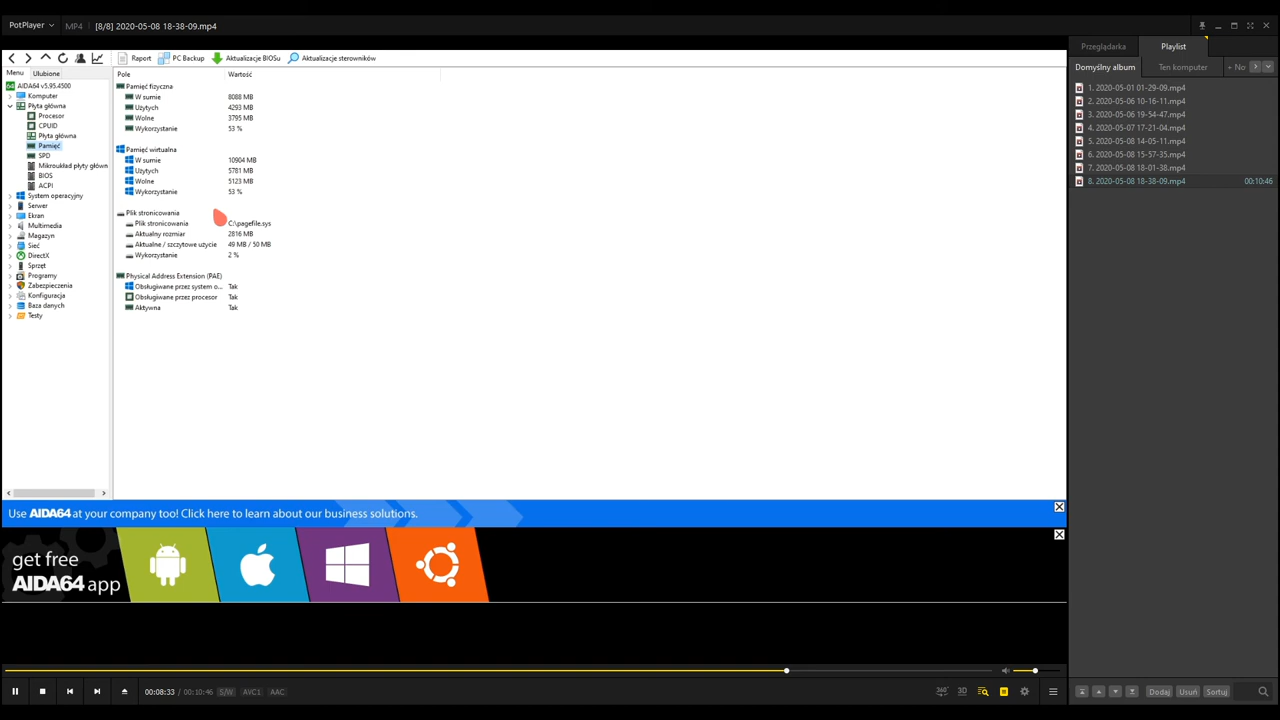 PotPlayer
MP4
[8/8] 2020-05-08 18-38-09.mp4
Raport
PC Backup
Aktualizacje BIOSu
Aktualizacje sterowników
Menu
Ulubione
AIDA64 v5.95.4500
Komputer
Płyta główna
Procesor
CPUID
Płyta główna
Pamięć
SPD
Mikroukład płyty główn
BIOS
ACPI
System operacyjny
Serwer
Ekran
Multimedia
Magazyn
Sieć
DirectX
Sprzęt
Programy
Zabezpieczenia
Konfiguracja
Baza danych
Testy
Pole Wartość
Pamięć fizyczna
W sumie 8088 MB
Użytych 4293 MB
Wolne 3795 MB
Wykorzystanie 53 %
Pamięć wirtualna
W sumie 10904 MB
Użytych 5781 MB
Wolne 5123 MB
Wykorzystanie 53 %
Plik stronicowania
Plik stronicowania C:\pagefile.sys
Aktualny rozmiar 2816 MB
Aktualne / szczytowe użycie 49 MB / 50 MB
Wykorzystanie 2 %
Physical Address Extension (PAE)
Obsługiwane przez system o... Tak
Obsługiwane przez procesor Tak
Aktywna Tak
Use AIDA64 at your company too! Click here to learn about our business solutions.
get free
AIDA64 app
00:08:33 / 00:10:46 S/W AVC1 AAC
360°
3D
Przeglądarka
Playlist
Domyślny album
Ten komputer
+ No
1. 2020-05-01 01-29-09.mp4
2. 2020-05-06 10-16-11.mp4
3. 2020-05-06 19-54-47.mp4
4. 2020-05-07 17-21-04.mp4
5. 2020-05-08 14-05-11.mp4
6. 2020-05-08 15-57-35.mp4
7. 2020-05-08 18-01-38.mp4
8. 2020-05-08 18-38-09.mp4 00:10:46
Dodaj
Usuń
Sortuj